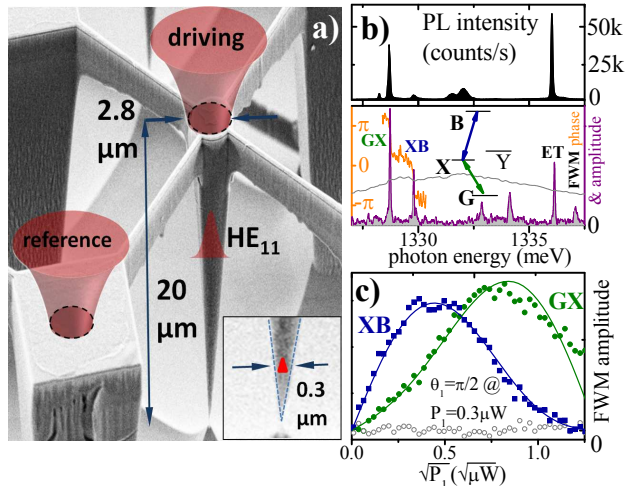 a)
driving
2.8
μm
reference
HE11
20
μm
0.3
μm
b)
PL intensity
(counts/s)
50k
25k
0
π
0
-π
GX
XB
B
X
Y
G
ET
FWM phase
& amplitude
0
1330
1335
photon energy (meV)
c)
XB
GX
θ1=π/2 @
P1=0.3μW
FWM amplitude
0
0
0.5
1.0
√P1(√μW)